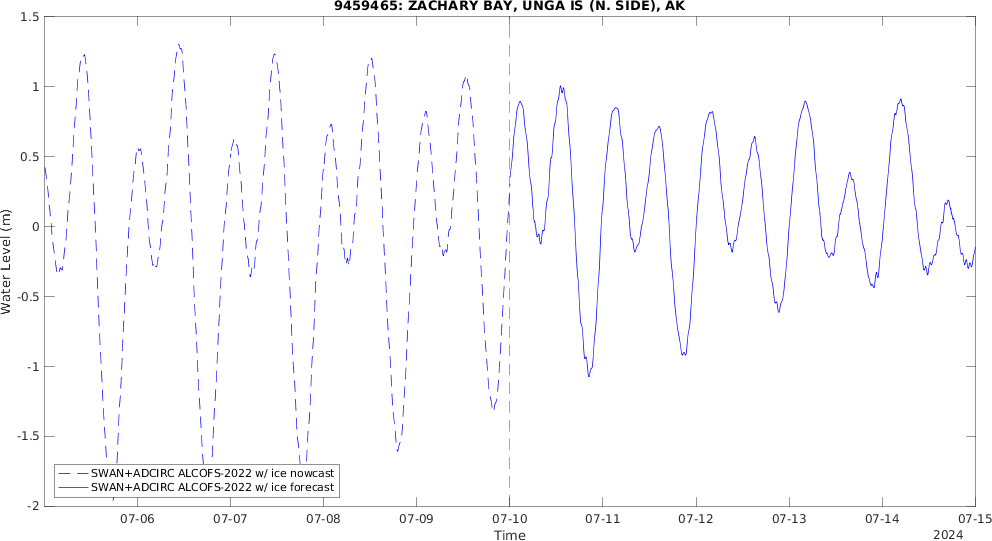 9459465: ZACHARY BAY, UNGA IS (N. SIDE), AK
1.5
1
0.5
0
-0.5
-1
-1.5
-2
Water Level (m)
SWAN+ADCIRC ALCOFS-2022 w/ ice nowcast
SWAN+ADCIRC ALCOFS-2022 w/ ice forecast
07-06 07-07 07-08 07-09 07-10 07-11 07-12 07-13 07-14 07-15
Time
2024